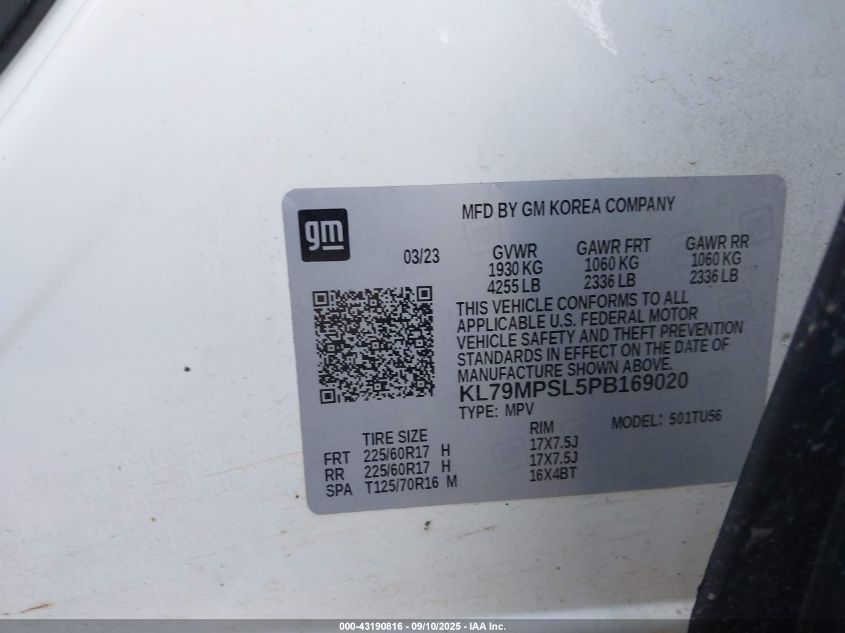 gm
MFD BY GM KOREA COMPANY
03/23
GVWR GAWR FRT GAWR RR
1930 KG 1060 KG 1060 KG
4255 LB 2336 LB 2336 LB
THIS VEHICLE CONFORMS TO ALL
APPLICABLE U.S. FEDERAL MOTOR
VEHICLE SAFETY AND THEFT PREVENTION
STANDARDS IN EFFECT ON THE DATE OF
MANUFACTURE SHOWN ABOVE.
KL79MPSL5PB169020
TYPE: MPV MODEL: 501TU56
TIRE SIZE RIM
FRT 225/60R17 H 17X7.5J
RR 225/60R17 H 17X7.5J
SPA T125/70R16 M 16X4BT
000-43190816 - 09/10/2025 - IAA Inc.